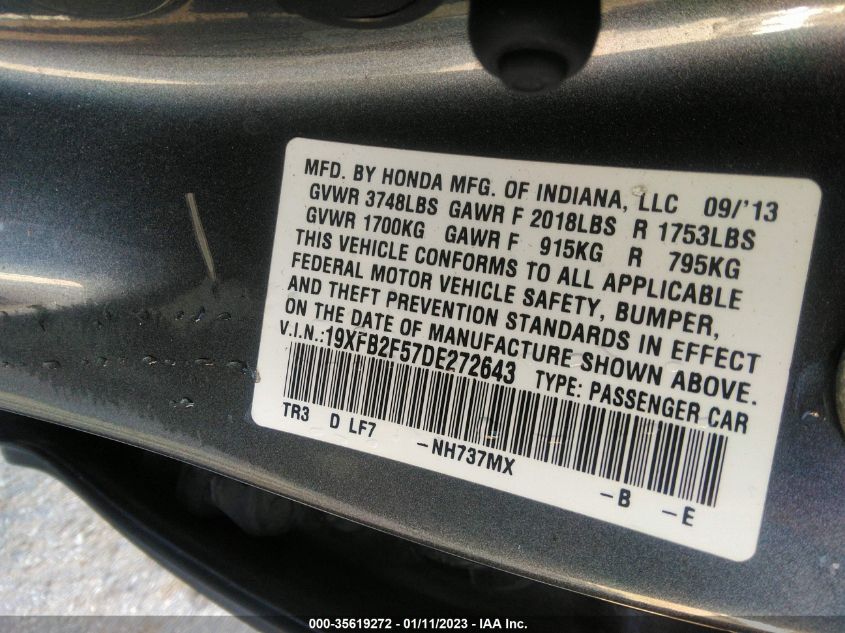 MFD. BY HONDA MFG. OF INDIANA, LLC 09/'13
GVWR 3748LBS GAWR F 2018LBS R 1753LBS
GVWR 1700KG GAWR F 915KG R 795KG
THIS VEHICLE CONFORMS TO ALL APPLICABLE
FEDERAL MOTOR VEHICLE SAFETY, BUMPER,
AND THEFT PREVENTION STANDARDS IN EFFECT
ON THE DATE OF MANUFACTURE SHOWN ABOVE.
V.I.N.:19XFB2F57DE272643 TYPE: PASSENGER CAR
TR3 D LF7 -NH737MX -B -E
000-35619272 - 01/11/2023 - IAA Inc.